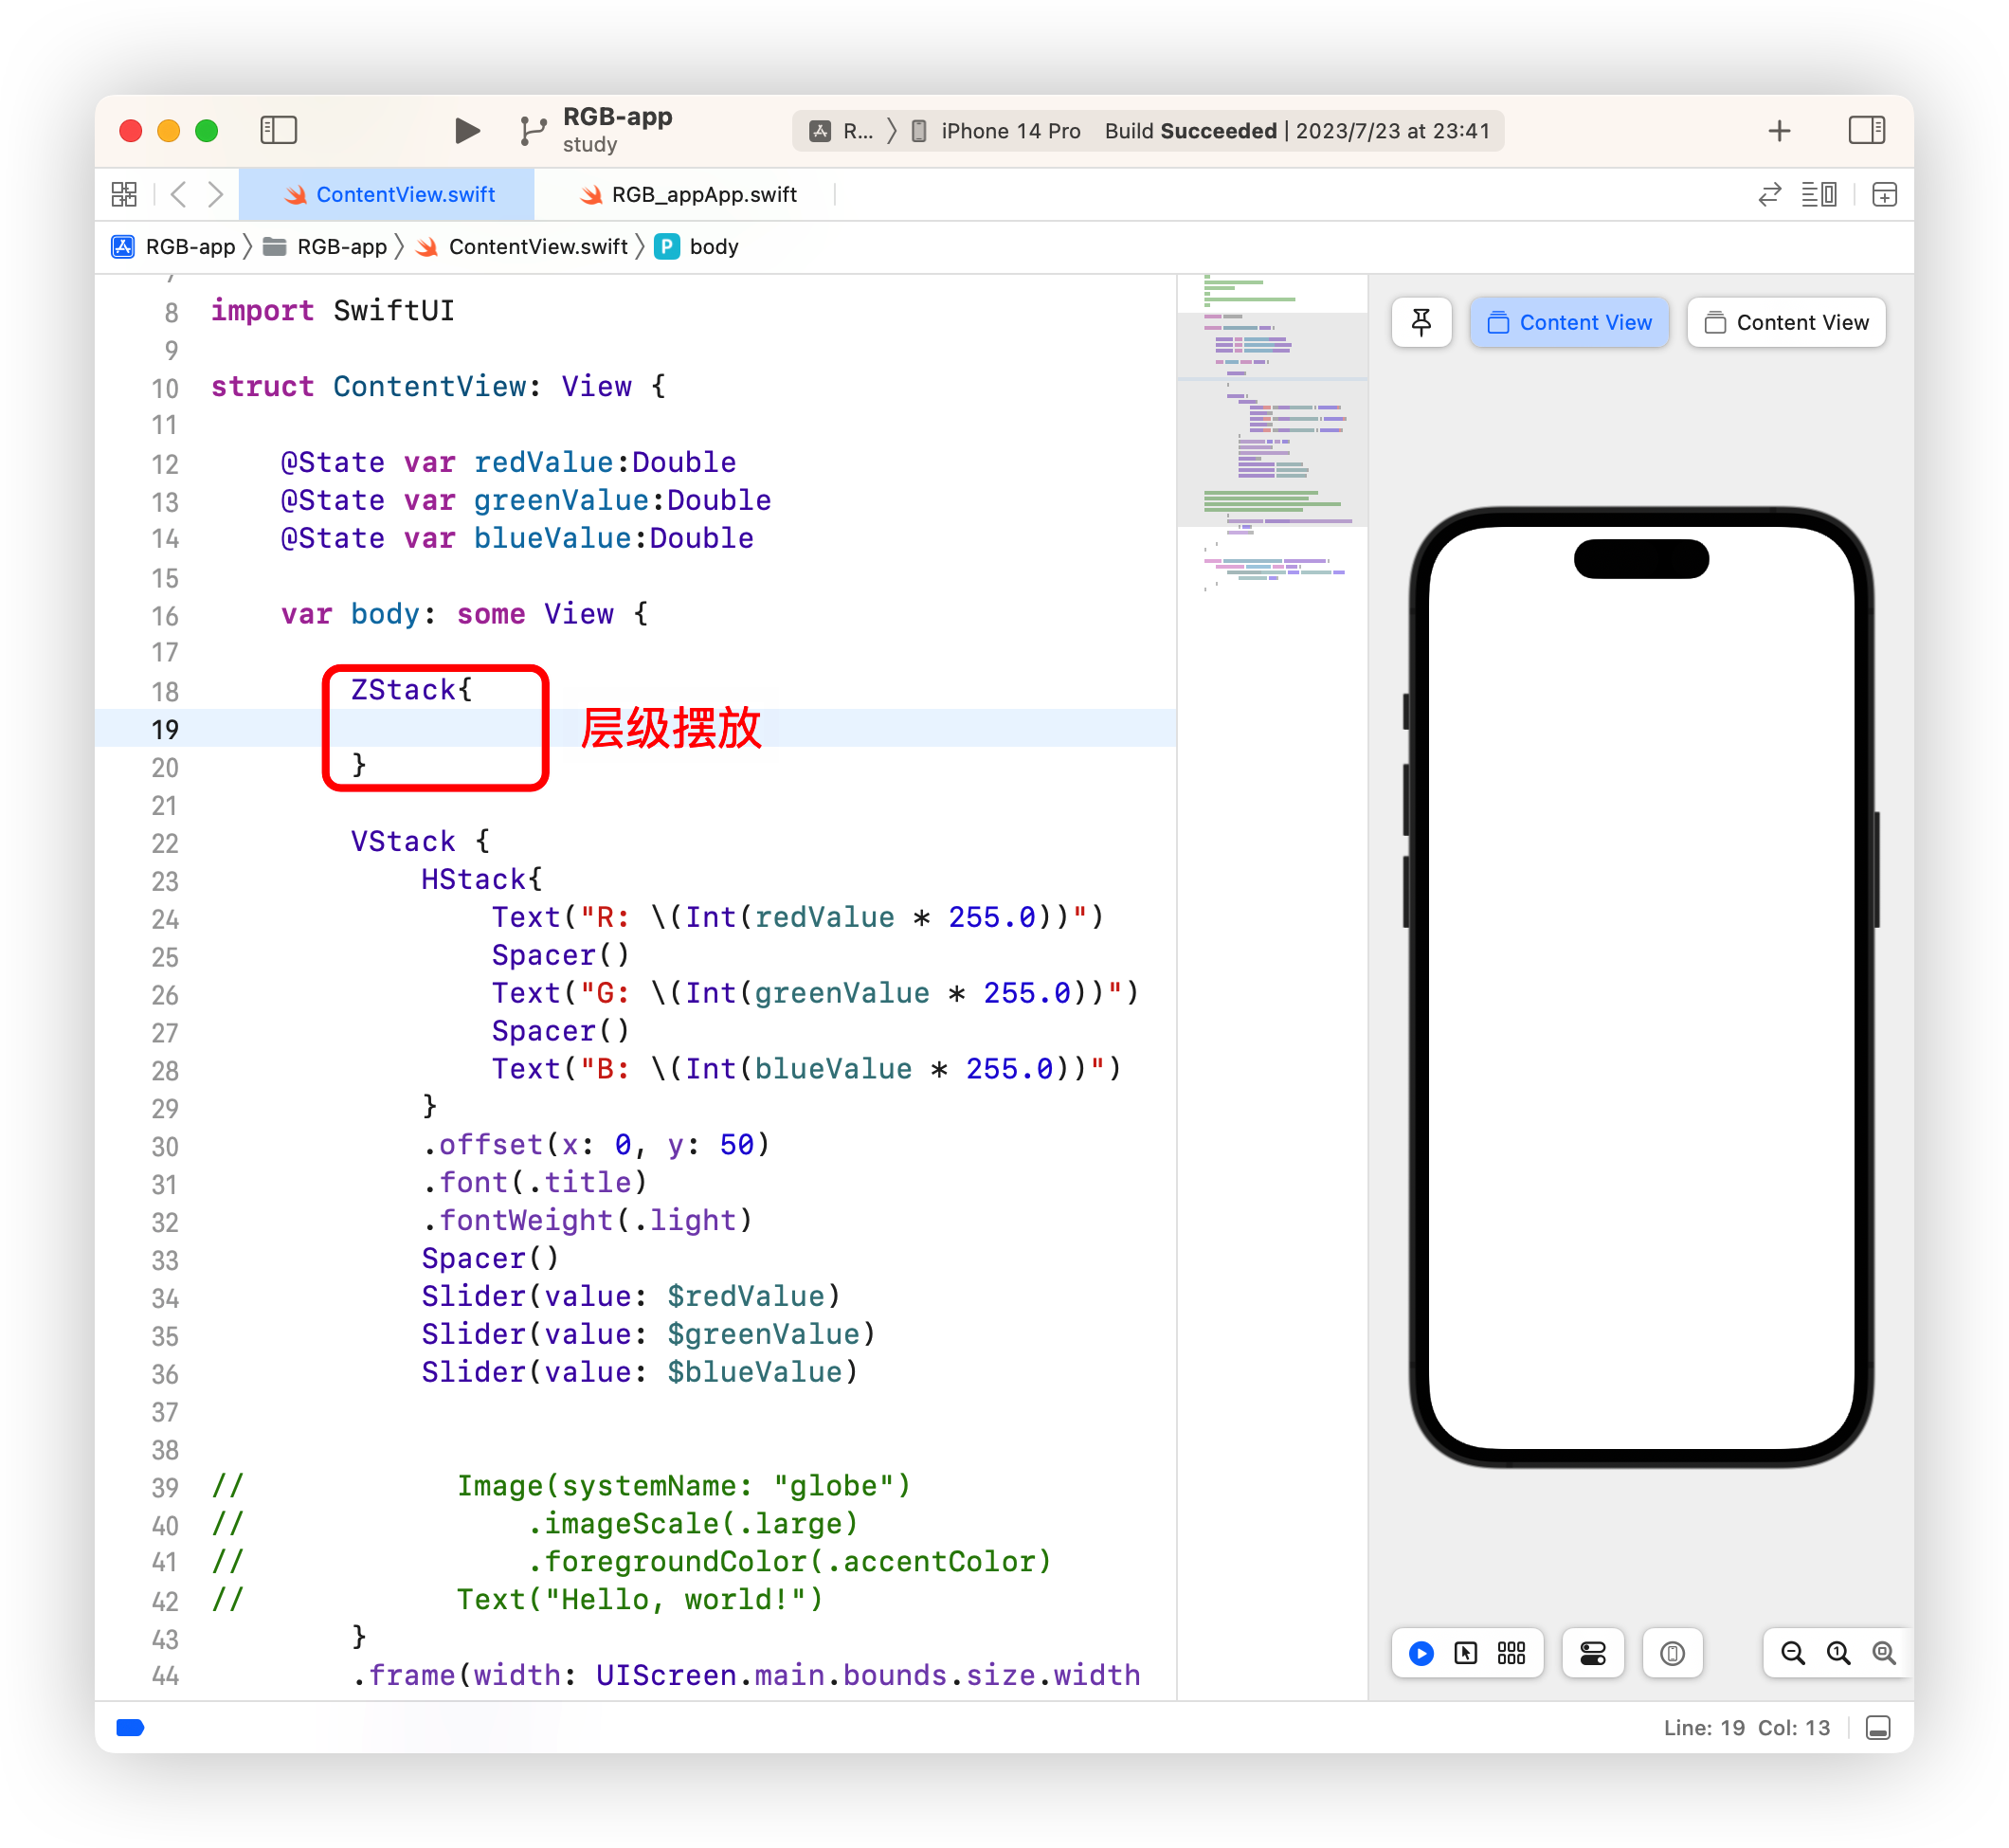 RGB-app
study
R... iPhone 14 Pro Build Succeeded | 2023/7/23 at 23:41
ContentView.swift
RGB_appApp.swift
RGB-app RGB-app ContentView.swift P body
8 import SwiftUI
9
10 struct ContentView: View {
11
12 @State var redValue:Double
13 @State var greenValue:Double
14 @State var blueValue:Double
15
16 var body: some View {
17
18 ZStack{
19
层级摆放
20 }
21
22 VStack {
23 HStack{
24 Text("R: \(Int(redValue * 255.0))")
25 Spacer()
26 Text("G: \(Int(greenValue * 255.0))")
27 Spacer()
28 Text("B: \(Int(blueValue * 255.0))")
29 }
30 .offset(x: 0, y: 50)
31 .font(.title)
32 .fontWeight(.light)
33 Spacer()
34 Slider(value: $redValue)
35 Slider(value: $greenValue)
36 Slider(value: $blueValue)
37
38
39 // Image(systemName: "globe")
40 // .imageScale(.large)
41 // .foregroundColor(.accentColor)
42 // Text("Hello, world!")
43 }
44 .frame(width: UIScreen.main.bounds.size.width
Content View
Content View
Line: 19 Col: 13